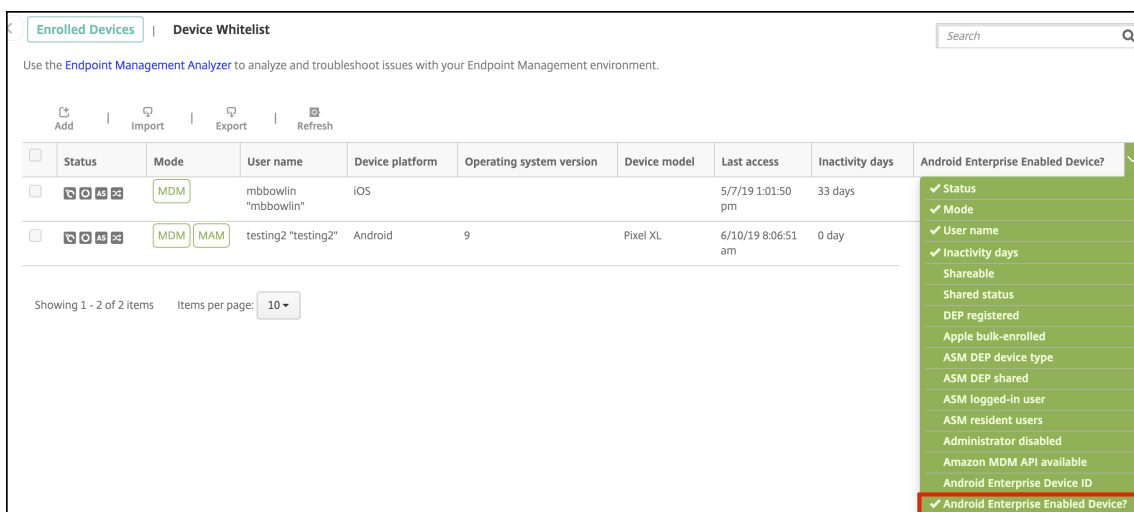 Enrolled Devices | Device Whitelist
Search
Use the Endpoint Management Analyzer to analyze and troubleshoot issues with your Endpoint Management environment.
Add | Import | Export | Refresh
Status Mode User name Device platform Operating system version Device model Last access Inactivity days Android Enterprise Enabled Device?
AS MDM mbbowlin iOS 5/7/19 1:01:50 33 days
"mbbowlin" pm
AS MDM MAM testing2 "testing2" Android 9 Pixel XL 6/10/19 8:06:51 0 day
am
Showing 1 - 2 of 2 items Items per page: 10
Status
Mode
User name
Inactivity days
Shareable
Shared status
DEP registered
Apple bulk-enrolled
ASM DEP device type
ASM DEP shared
ASM logged-in user
ASM resident users
Administrator disabled
Amazon MDM API available
Android Enterprise Device ID
Android Enterprise Enabled Device?